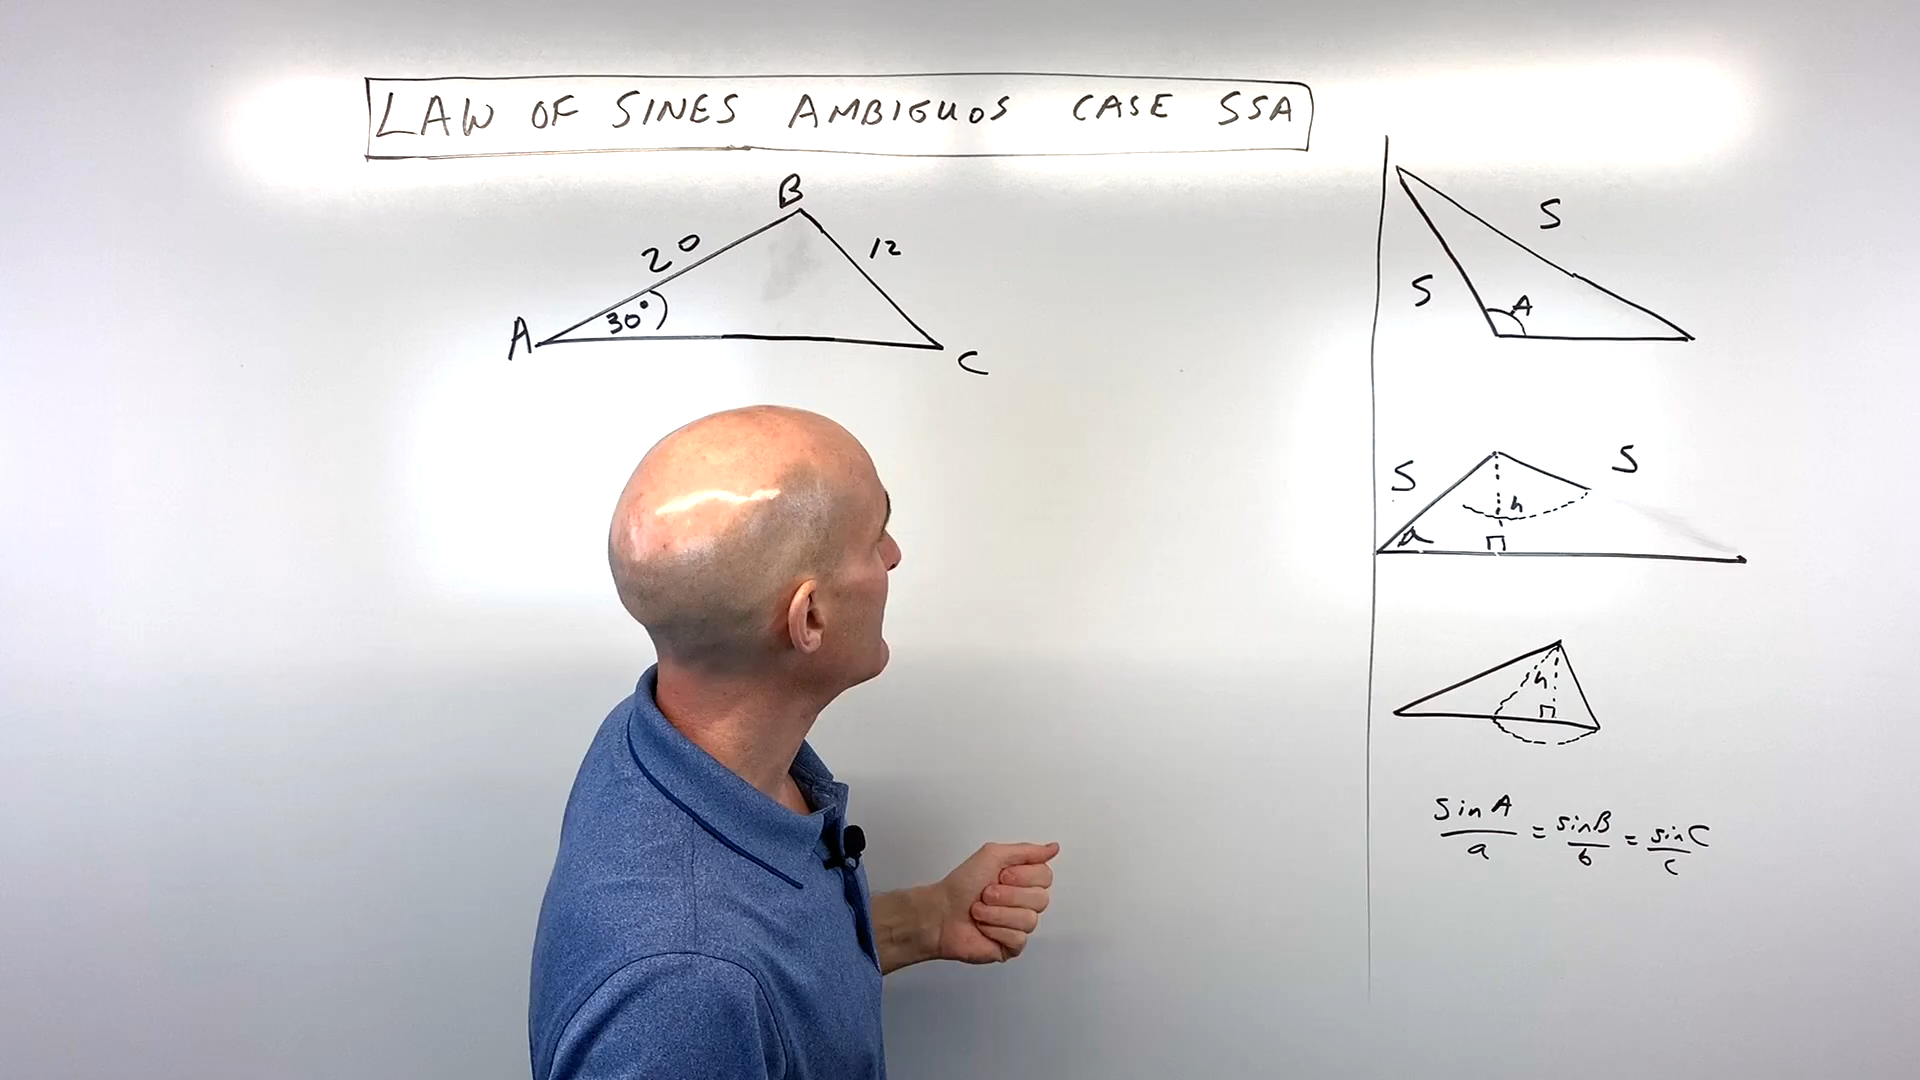 LAW OF SINES AMBIGUOS CASE SSA
B
20
12
30°
A
C
S
S
A
S
S
h
a
h
sin A / a = sin B / b = sin C / c